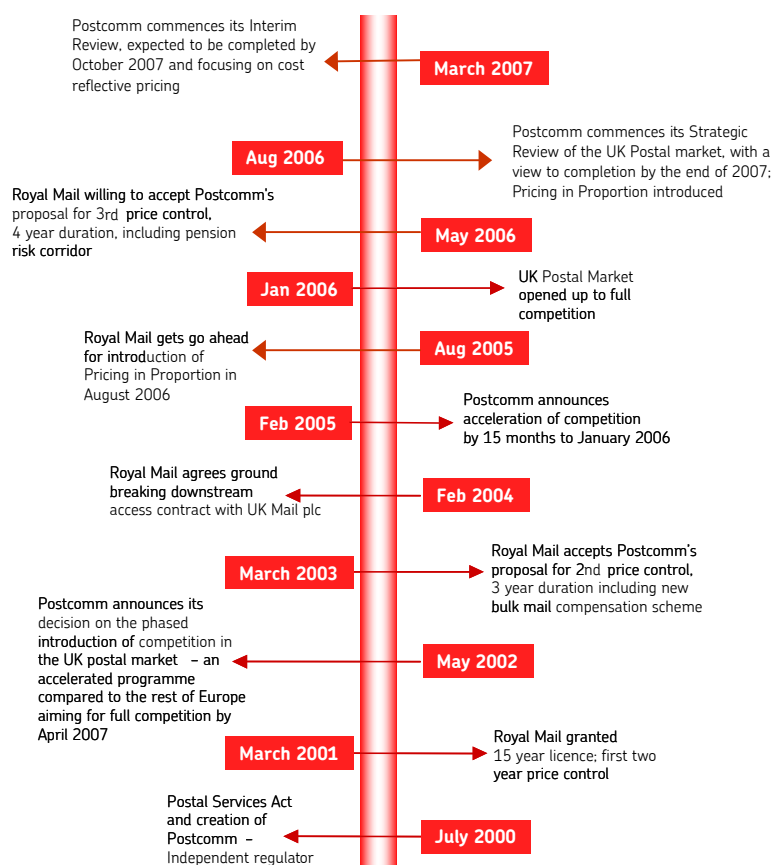 Postcomm commences its Interim
Review, expected to be completed by
October 2007 and focusing on cost
reflective pricing
March 2007
Aug 2006
Postcomm commences its Strategic
Review of the UK Postal market, with a
view to completion by the end of 2007;
Pricing in Proportion introduced
Royal Mail willing to accept Postcomm's
proposal for 3rd price control,
4 year duration, including pension
risk corridor
May 2006
Jan 2006
UK Postal Market
opened up to full
competition
Royal Mail gets go ahead
for introduction of
Pricing in Proportion in
August 2006
Aug 2005
Feb 2005
Postcomm announces
acceleration of competition
by 15 months to January 2006
Royal Mail agrees ground
breaking downstream
access contract with UK Mail plc
Feb 2004
March 2003
Royal Mail accepts Postcomm's
proposal for 2nd price control,
3 year duration including new
bulk mail compensation scheme
Postcomm announces its
decision on the phased
introduction of competition in
the UK postal market – an
accelerated programme
compared to the rest of Europe
aiming for full competition by
April 2007
May 2002
March 2001
Royal Mail granted
15 year licence; first two
year price control
Postal Services Act
and creation of
Postcomm –
Independent regulator
July 2000